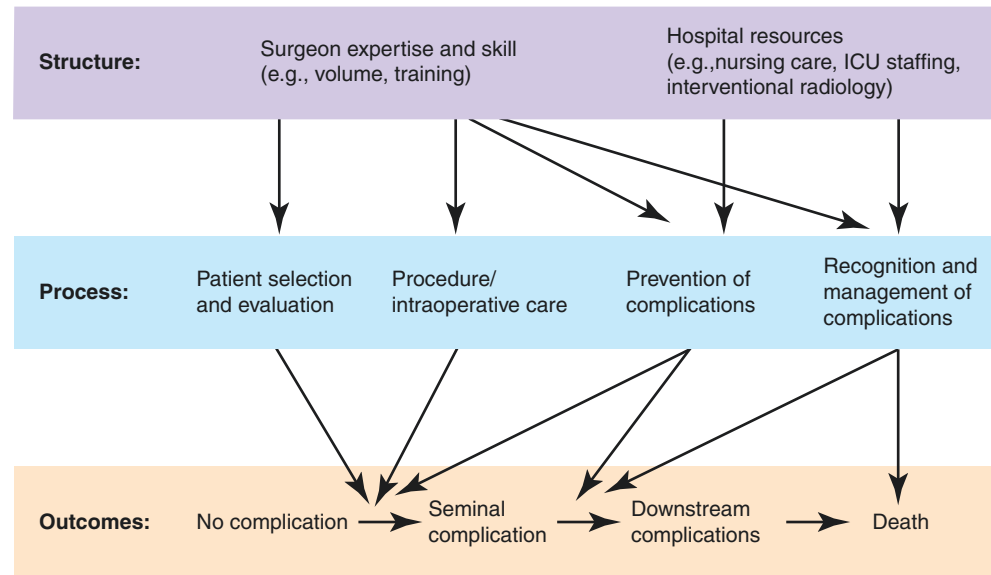 Structure:
Surgeon expertise and skill
(e.g., volume, training)
Hospital resources
(e.g.,nursing care, ICU staffing,
interventional radiology)
Process:
Patient selection
and evaluation
Procedure/
intraoperative care
Prevention of
complications
Recognition and
management of
complications
Outcomes:
No complication
Seminal
complication
Downstream
complications
Death